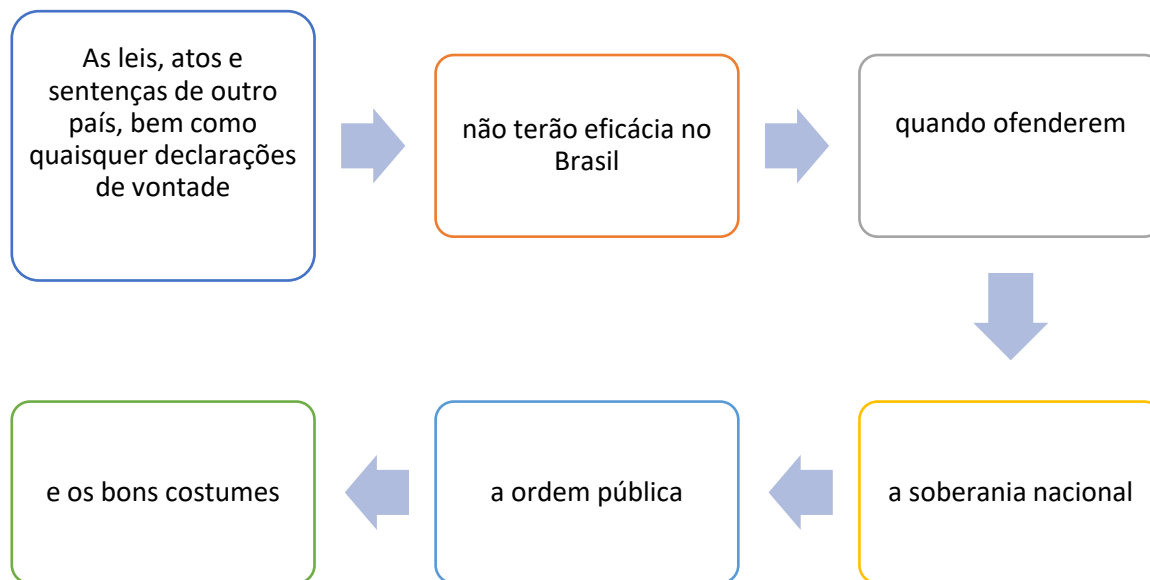 As leis, atos e
sentenças de outro
país, bem como
quaisquer declarações
de vontade
não terão eficácia no
Brasil
quando ofenderem
a soberania nacional
a ordem pública
e os bons costumes